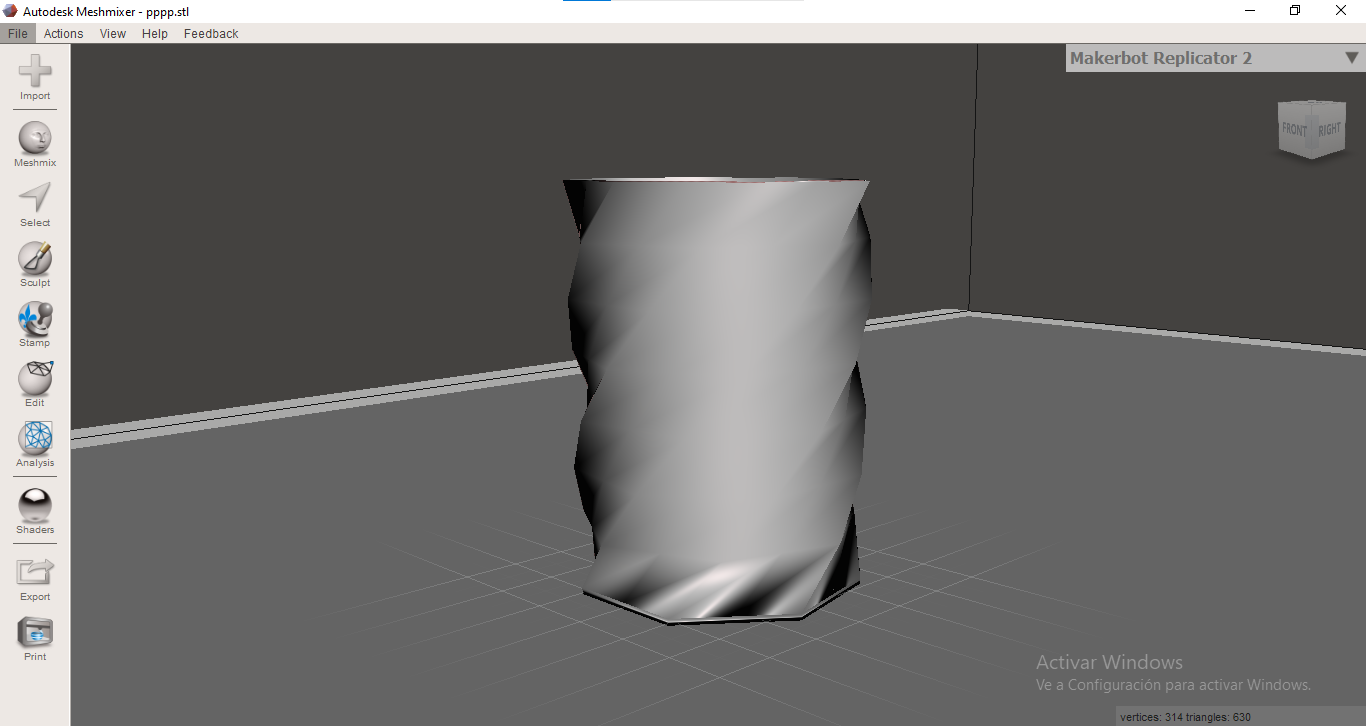 Autodesk Meshmixer - pppp.stl
File Actions View Help Feedback
Makerbot Replicator 2
Import
FRONT RIGHT
Meshmix
Select
Sculpt
Stamp
Edit
Analysis
Shaders
Export
Print
Activar Windows
Ve a Configuración para activar Windows.
vertices: 314 triangles: 630